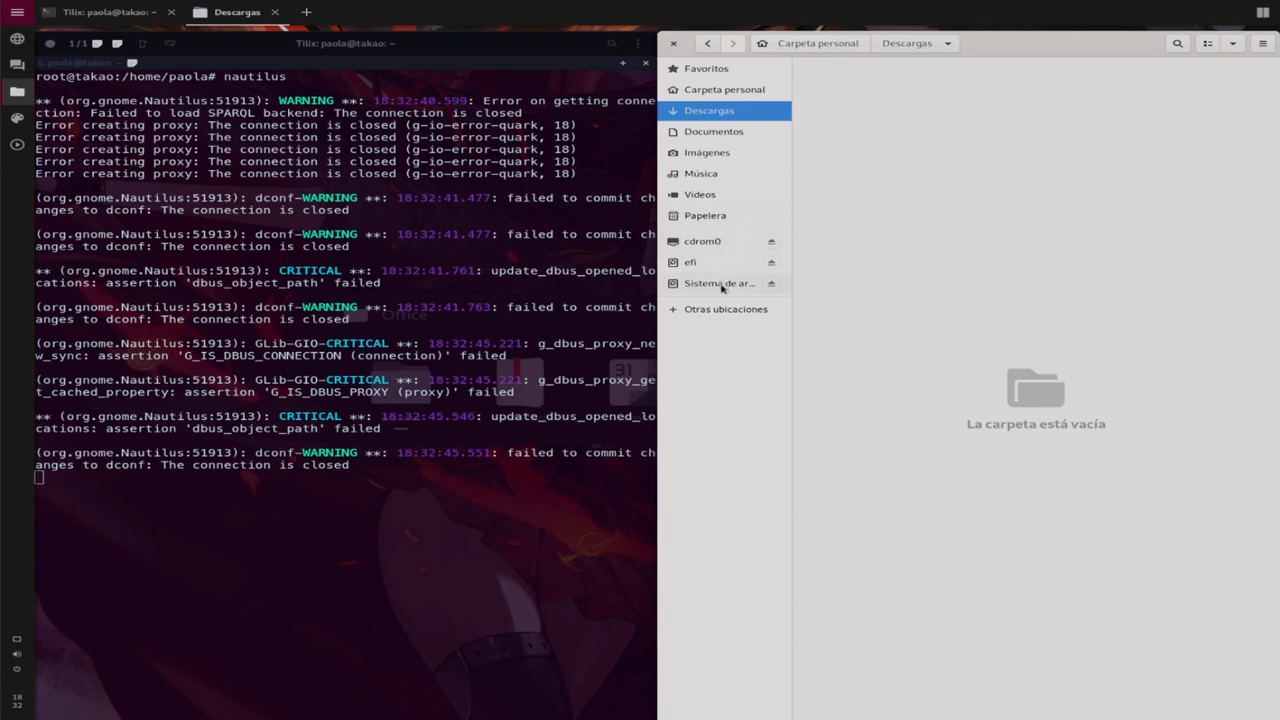 Tilix: paola@takao: ~
Descargas
1/1
Tilix: paola@takao: ~
1: paola@takao: ~
root@takao:/home/paola# nautilus
** (org.gnome.Nautilus:51913): WARNING **: 18:32:40.599: Error on getting conne
ction: Failed to load SPARQL backend: The connection is closed
Error creating proxy: The connection is closed (g-io-error-quark, 18)
Error creating proxy: The connection is closed (g-io-error-quark, 18)
Error creating proxy: The connection is closed (g-io-error-quark, 18)
Error creating proxy: The connection is closed (g-io-error-quark, 18)
Error creating proxy: The connection is closed (g-io-error-quark, 18)
(org.gnome.Nautilus:51913): dconf-WARNING **: 18:32:41.477: failed to commit ch
anges to dconf: The connection is closed
(org.gnome.Nautilus:51913): dconf-WARNING **: 18:32:41.477: failed to commit ch
anges to dconf: The connection is closed
** (org.gnome.Nautilus:51913): CRITICAL **: 18:32:41.761: update_dbus_opened_lo
cations: assertion 'dbus_object_path' failed
(org.gnome.Nautilus:51913): dconf-WARNING **: 18:32:41.763: failed to commit ch
anges to dconf: The connection is closed
Office
(org.gnome.Nautilus:51913): GLib-GIO-CRITICAL **: 18:32:45.221: g_dbus_proxy_ne
w_sync: assertion 'G_IS_DBUS_CONNECTION (connection)' failed
(org.gnome.Nautilus:51913): GLib-GIO-CRITICAL **: 18:32:45.221: g_dbus_proxy_ge
t_cached_property: assertion 'G_IS_DBUS_PROXY (proxy)' failed
31
** (org.gnome.Nautilus:51913): CRITICAL **: 18:32:45.546: update_dbus_opened_lo
cations: assertion 'dbus_object_path' failed
(org.gnome.Nautilus:51913): dconf-WARNING **: 18:32:45.551: failed to commit ch
anges to dconf: The connection is closed
18
32
Carpeta personal
Descargas
Favoritos
Carpeta personal
Descargas
Documentos
Imágenes
Música
Vídeos
Papelera
cdrom0
efi
Sistema de ar...
Otras ubicaciones
La carpeta está vacía